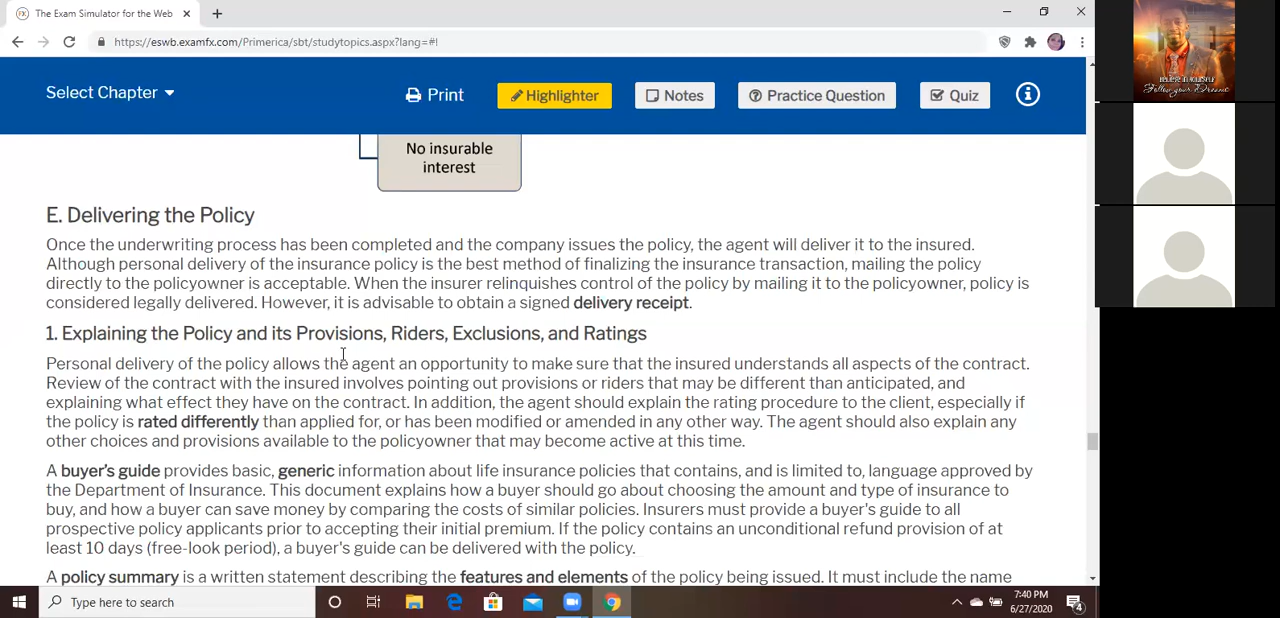 The Exam Simulator for the Web
https://eswb.examfx.com/Primerica/sbt/studytopics.aspx?lang=#!
Select Chapter
Print
Highlighter
Notes
Practice Question
Quiz
No insurable
interest
E. Delivering the Policy
Once the underwriting process has been completed and the company issues the policy, the agent will deliver it to the insured.
Although personal delivery of the insurance policy is the best method of finalizing the insurance transaction, mailing the policy
directly to the policyowner is acceptable. When the insurer relinquishes control of the policy by mailing it to the policyowner, policy is
considered legally delivered. However, it is advisable to obtain a signed delivery receipt.
1. Explaining the Policy and its Provisions, Riders, Exclusions, and Ratings
Personal delivery of the policy allows the agent an opportunity to make sure that the insured understands all aspects of the contract.
Review of the contract with the insured involves pointing out provisions or riders that may be different than anticipated, and
explaining what effect they have on the contract. In addition, the agent should explain the rating procedure to the client, especially if
the policy is rated differently than applied for, or has been modified or amended in any other way. The agent should also explain any
other choices and provisions available to the policyowner that may become active at this time.
A buyer's guide provides basic, generic information about life insurance policies that contains, and is limited to, language approved by
the Department of Insurance. This document explains how a buyer should go about choosing the amount and type of insurance to
buy, and how a buyer can save money by comparing the costs of similar policies. Insurers must provide a buyer's guide to all
prospective policy applicants prior to accepting their initial premium. If the policy contains an unconditional refund provision of at
least 10 days (free-look period), a buyer's guide can be delivered with the policy.
A policy summary is a written statement describing the features and elements of the policy being issued. It must include the name
Type here to search
7:40 PM
6/27/2020
4
Follow your Dreams